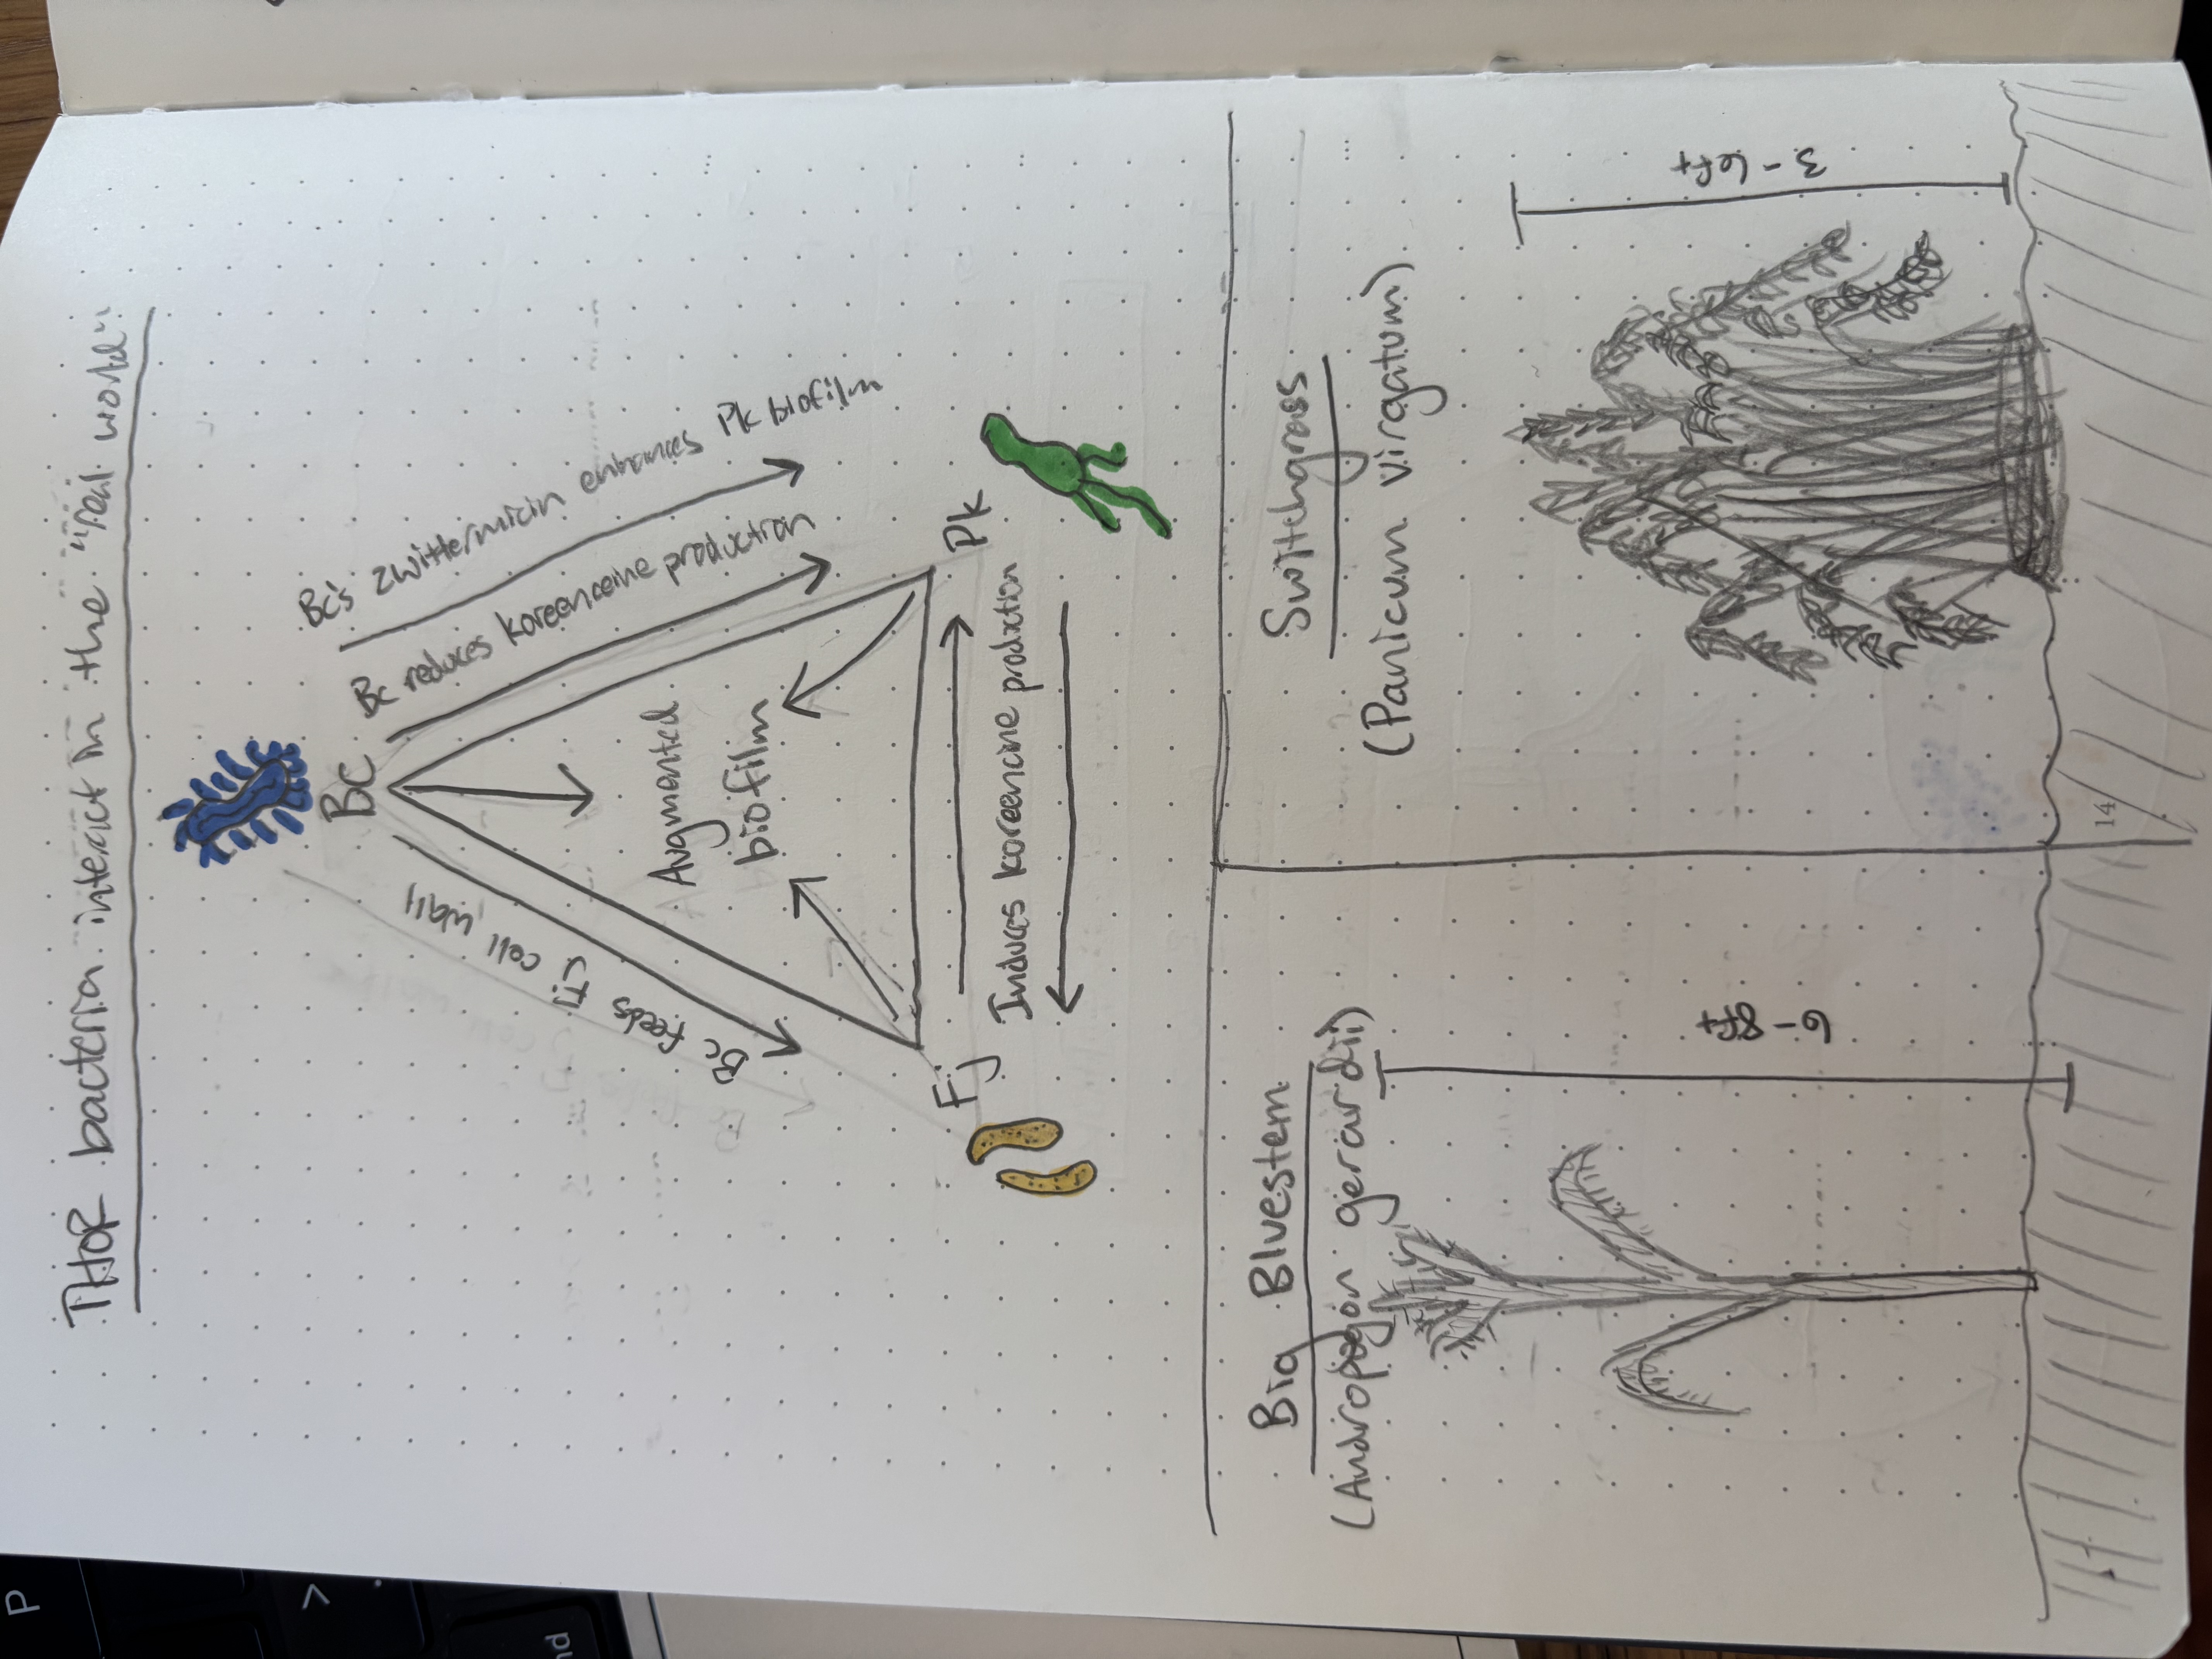 P
>
nd
THOR bacteria interact in the "real world"
Bc
Bc feeds Fj cell wall
Bc reduces koreenceine production
Bc's zwittermicin enhances Pk biofilm
Augmented
biofilm
Fj
Pk
Induces koreencine production
Big Bluestem
(Andropogon gerardii)
6-8ft
Switchgrass
(Panicum virgatum)
3-6ft
14